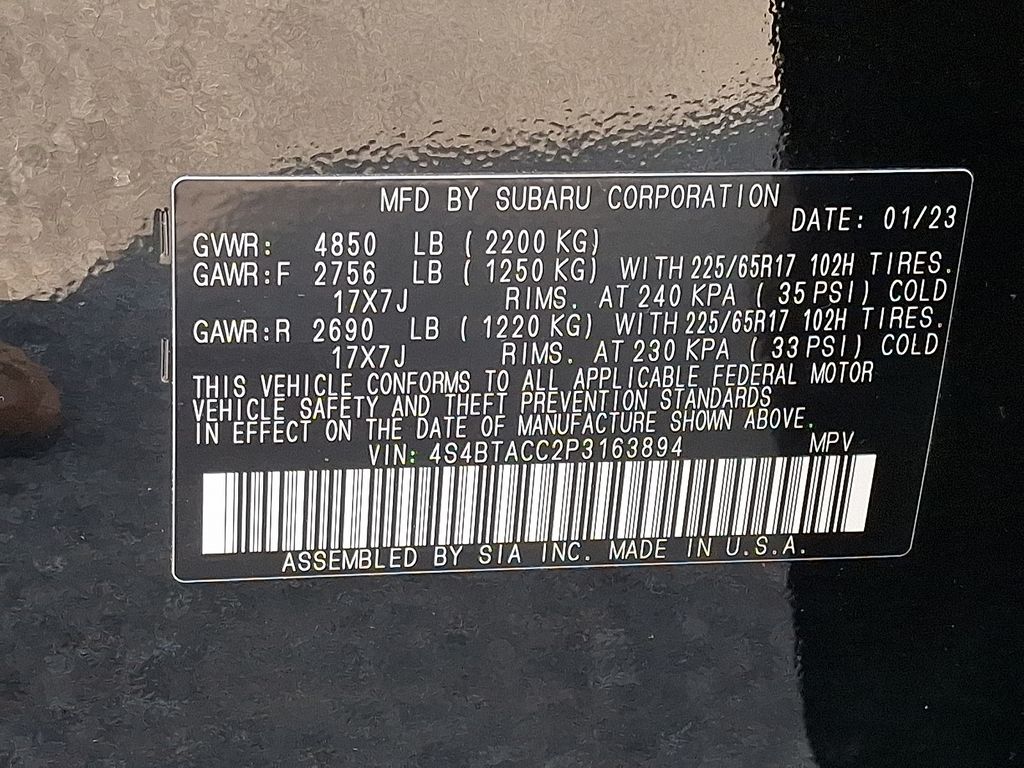 MFD BY SUBARU CORPORATION
DATE: 01/23
GVWR: 4850 LB (2200 KG)
GAWR:F 2756 LB (1250 KG) WITH 225/65R17 102H TIRES.
17X7J RIMS. AT 240 KPA (35 PSI) COLD
GAWR:R 2690 LB (1220 KG) WITH 225/65R17 102H TIRES.
17X7J RIMS. AT 230 KPA (33 PSI) COLD
THIS VEHICLE CONFORMS TO ALL APPLICABLE FEDERAL MOTOR
VEHICLE SAFETY AND THEFT PREVENTION STANDARDS
IN EFFECT ON THE DATE OF MANUFACTURE SHOWN ABOVE.
VIN: 4S4BTACC2P3163894 MPV
ASSEMBLED BY SIA INC. MADE IN U.S.A.